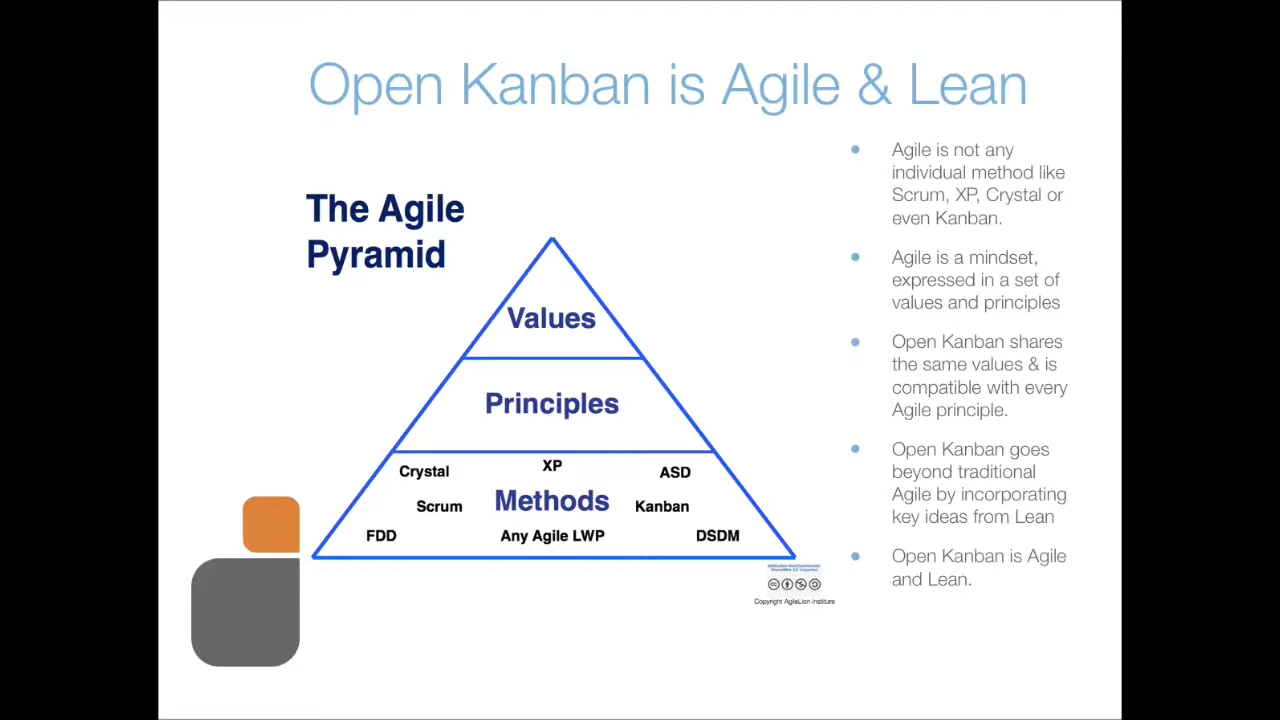 Open Kanban is Agile & Lean
The Agile
Pyramid
Values
Principles
Crystal
XP
ASD
Scrum
Methods
Kanban
FDD
Any Agile LWP
DSDM
Copyright AgileLion Institute
Agile is not any
individual method like
Scrum, XP, Crystal or
even Kanban.
Agile is a mindset,
expressed in a set of
values and principles
Open Kanban shares
the same values & is
compatible with every
Agile principle.
Open Kanban goes
beyond traditional
Agile by incorporating
key ideas from Lean
Open Kanban is Agile
and Lean.